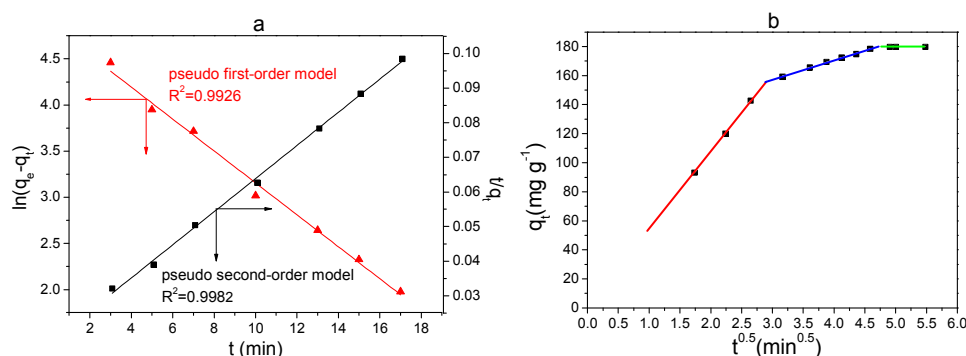 a
pseudo first-order model
R²=0.9926
pseudo second-order model
R²=0.9982
ln(qₑ-qₜ)
4.5
4.0
3.5
3.0
2.5
2.0
t/qₜ
0.10
0.09
0.08
0.07
0.06
0.05
0.04
0.03
2 4 6 8 10 12 14 16 18
t (min)
b
qₜ(mg g⁻¹)
200
180
160
140
120
100
80
60
40
20
0
0.0 0.5 1.0 1.5 2.0 2.5 3.0 3.5 4.0 4.5 5.0 5.5 6.0
t⁰·⁵(min⁰·⁵)